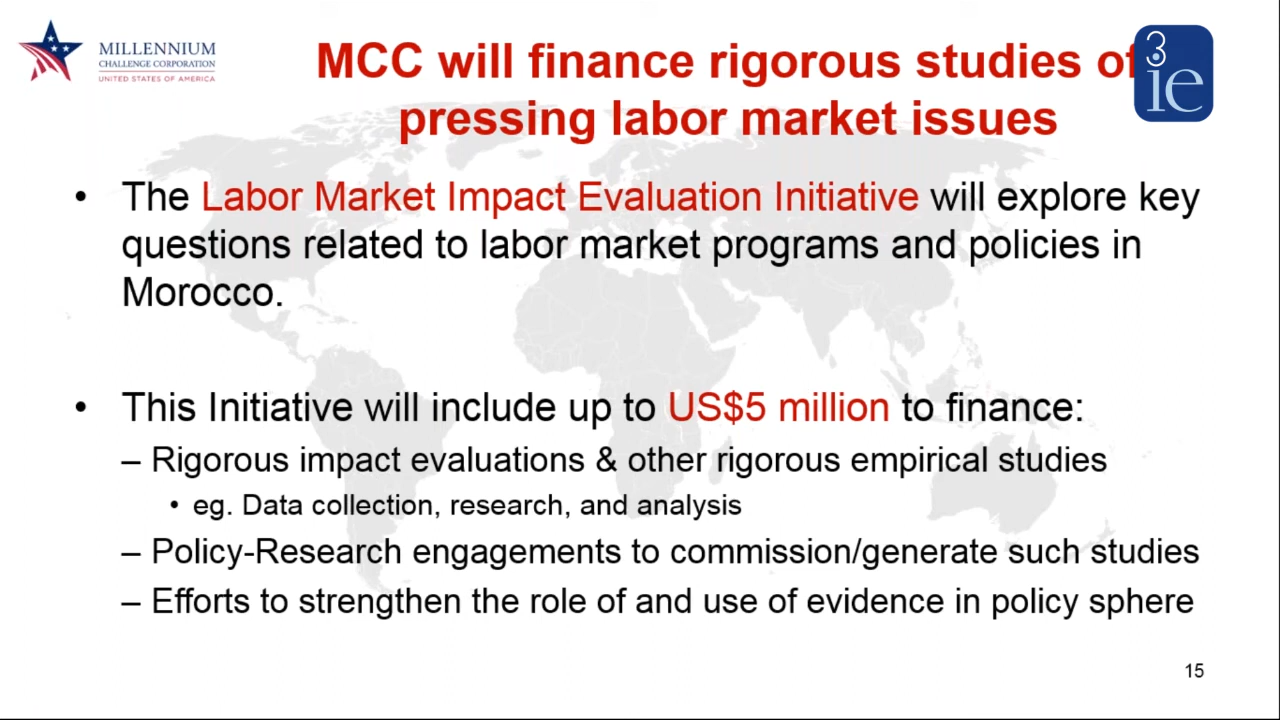 MILLENNIUM
CHALLENGE CORPORATION
UNITED STATES OF AMERICA
3ie
MCC will finance rigorous studies of
pressing labor market issues
• The Labor Market Impact Evaluation Initiative will explore key
questions related to labor market programs and policies in
Morocco.
• This Initiative will include up to US$5 million to finance:
– Rigorous impact evaluations & other rigorous empirical studies
• eg. Data collection, research, and analysis
– Policy-Research engagements to commission/generate such studies
– Efforts to strengthen the role of and use of evidence in policy sphere
15